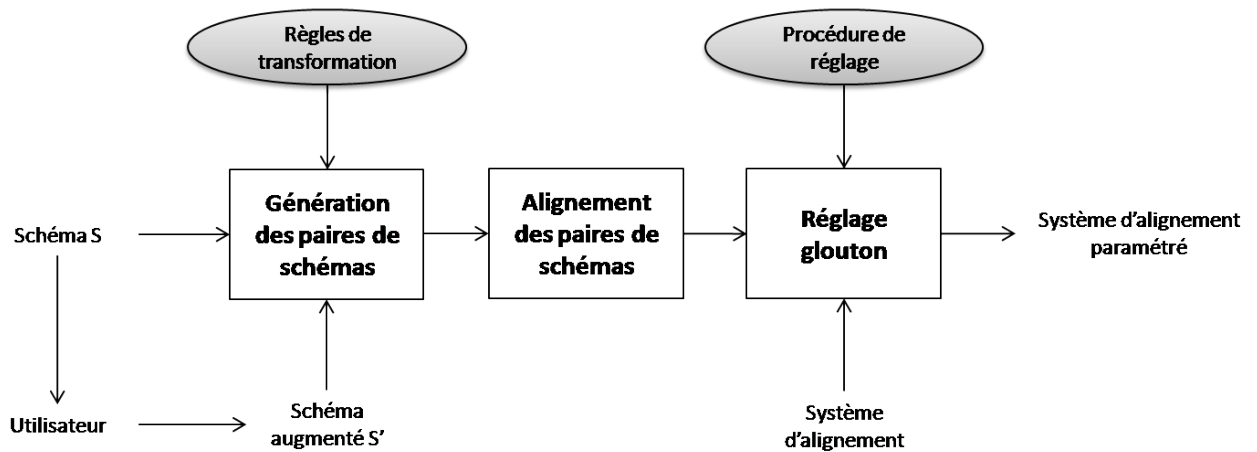 Règles de
transformation
Procédure de
réglage
Schéma S
Génération
des paires de
schémas
Alignement
des paires de
schémas
Réglage
glouton
Système d'alignement
paramétré
Utilisateur
Schéma
augmenté S'
Système
d'alignement